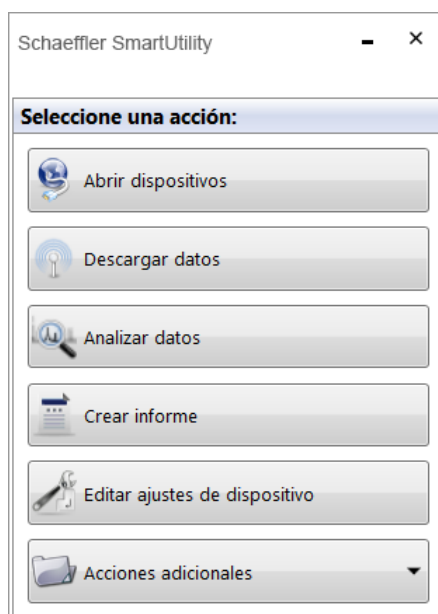 Schaeffler SmartUtility
Seleccione una acción:
Abrir dispositivos
Descargar datos
Analizar datos
Crear informe
Editar ajustes de dispositivo
Acciones adicionales